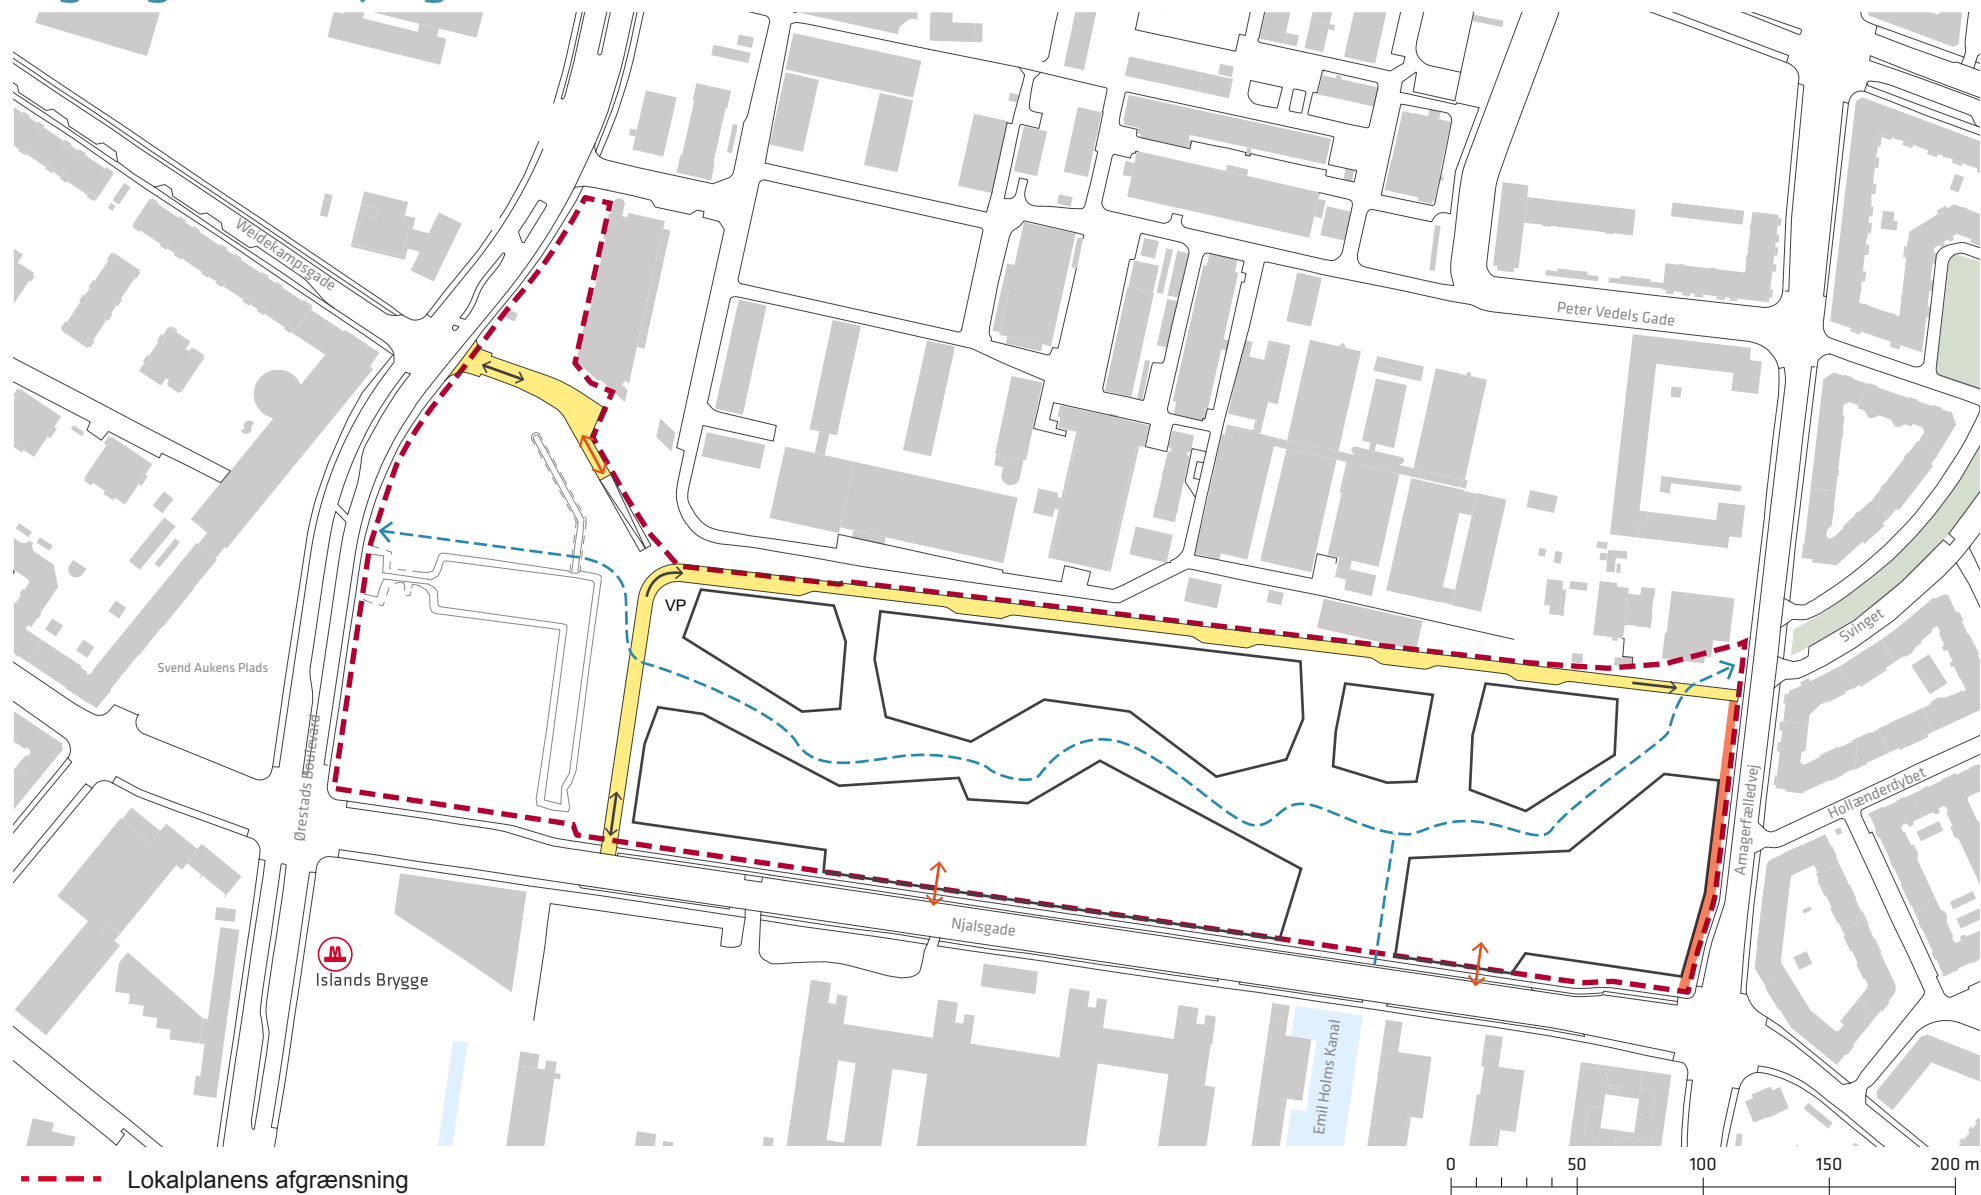 Weidekampsgade
Peter Vedels Gade
Svinget
VP
Svend Aukens Plads
Ørestads Boulevard
Amagerfælledvej
Hollænderdybet
Njalsgade
M
Islands Brygge
Emil Holms Kanal
0 50 100 150 200 m
Lokalplanens afgrænsning